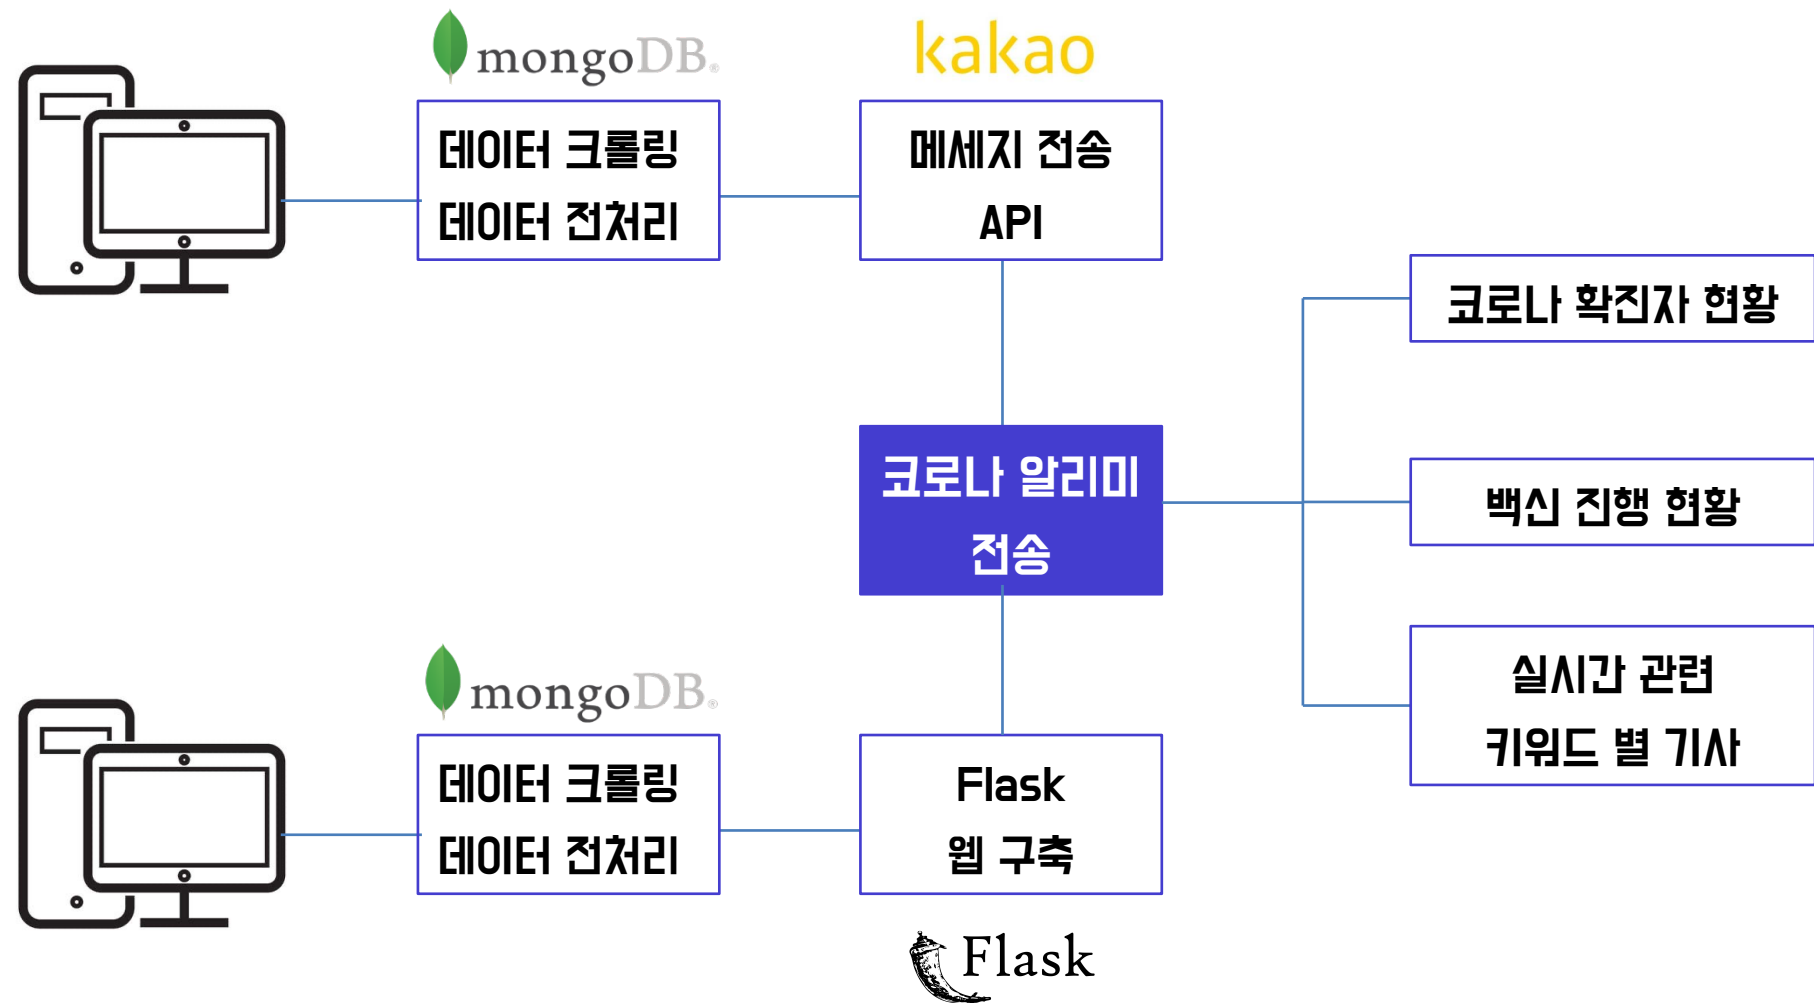 mongoDB®
kakao
데이터 크롤링
데이터 전처리
메세지 전송
API
코로나 확진자 현황
코로나 알리미
전송
백신 진행 현황
실시간 관련
키워드 별 기사
mongoDB®
데이터 크롤링
데이터 전처리
Flask
웹 구축
Flask